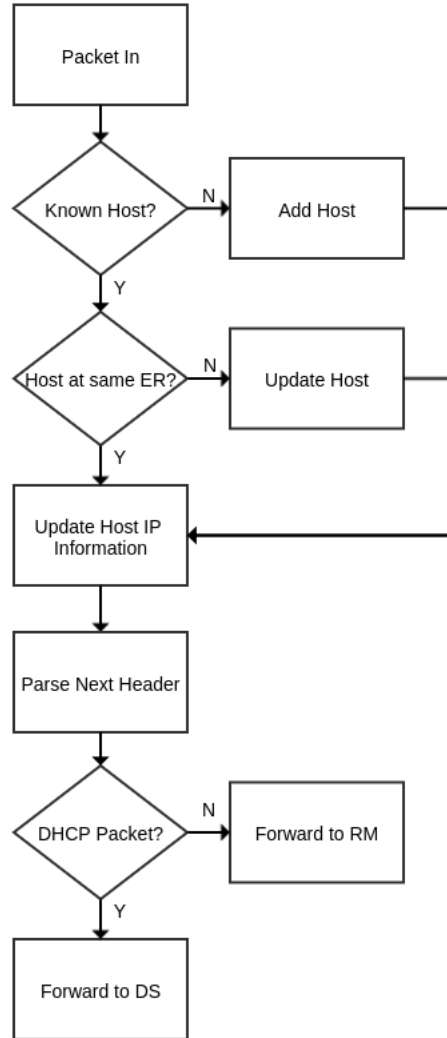 Packet In
Known Host?
N
Add Host
Y
Host at same ER?
N
Update Host
Y
Update Host IP
Information
Parse Next Header
DHCP Packet?
N
Forward to RM
Y
Forward to DS